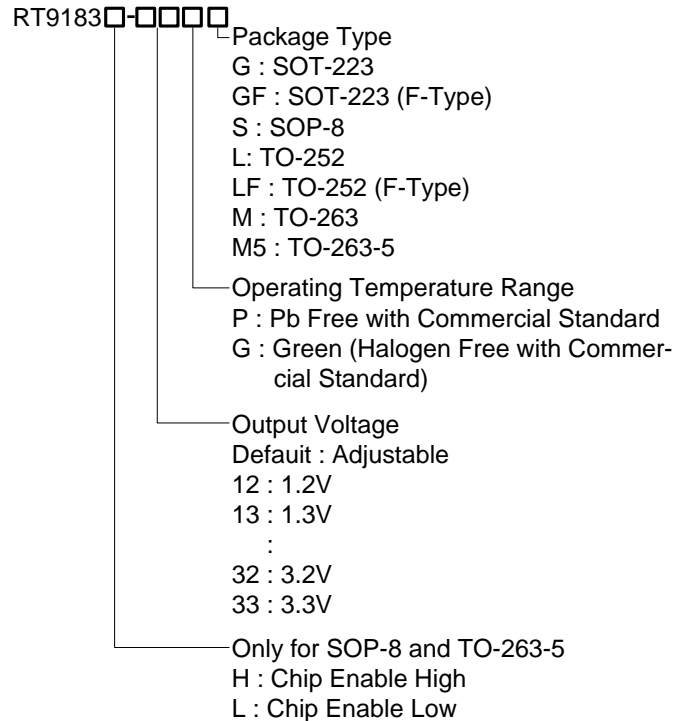 RT9183□-□□□□
Package Type
G : SOT-223
GF : SOT-223 (F-Type)
S : SOP-8
L: TO-252
LF : TO-252 (F-Type)
M : TO-263
M5 : TO-263-5
Operating Temperature Range
P : Pb Free with Commercial Standard
G : Green (Halogen Free with Commer-
cial Standard)
Output Voltage
Defauit : Adjustable
12 : 1.2V
13 : 1.3V
:
32 : 3.2V
33 : 3.3V
Only for SOP-8 and TO-263-5
H : Chip Enable High
L : Chip Enable Low